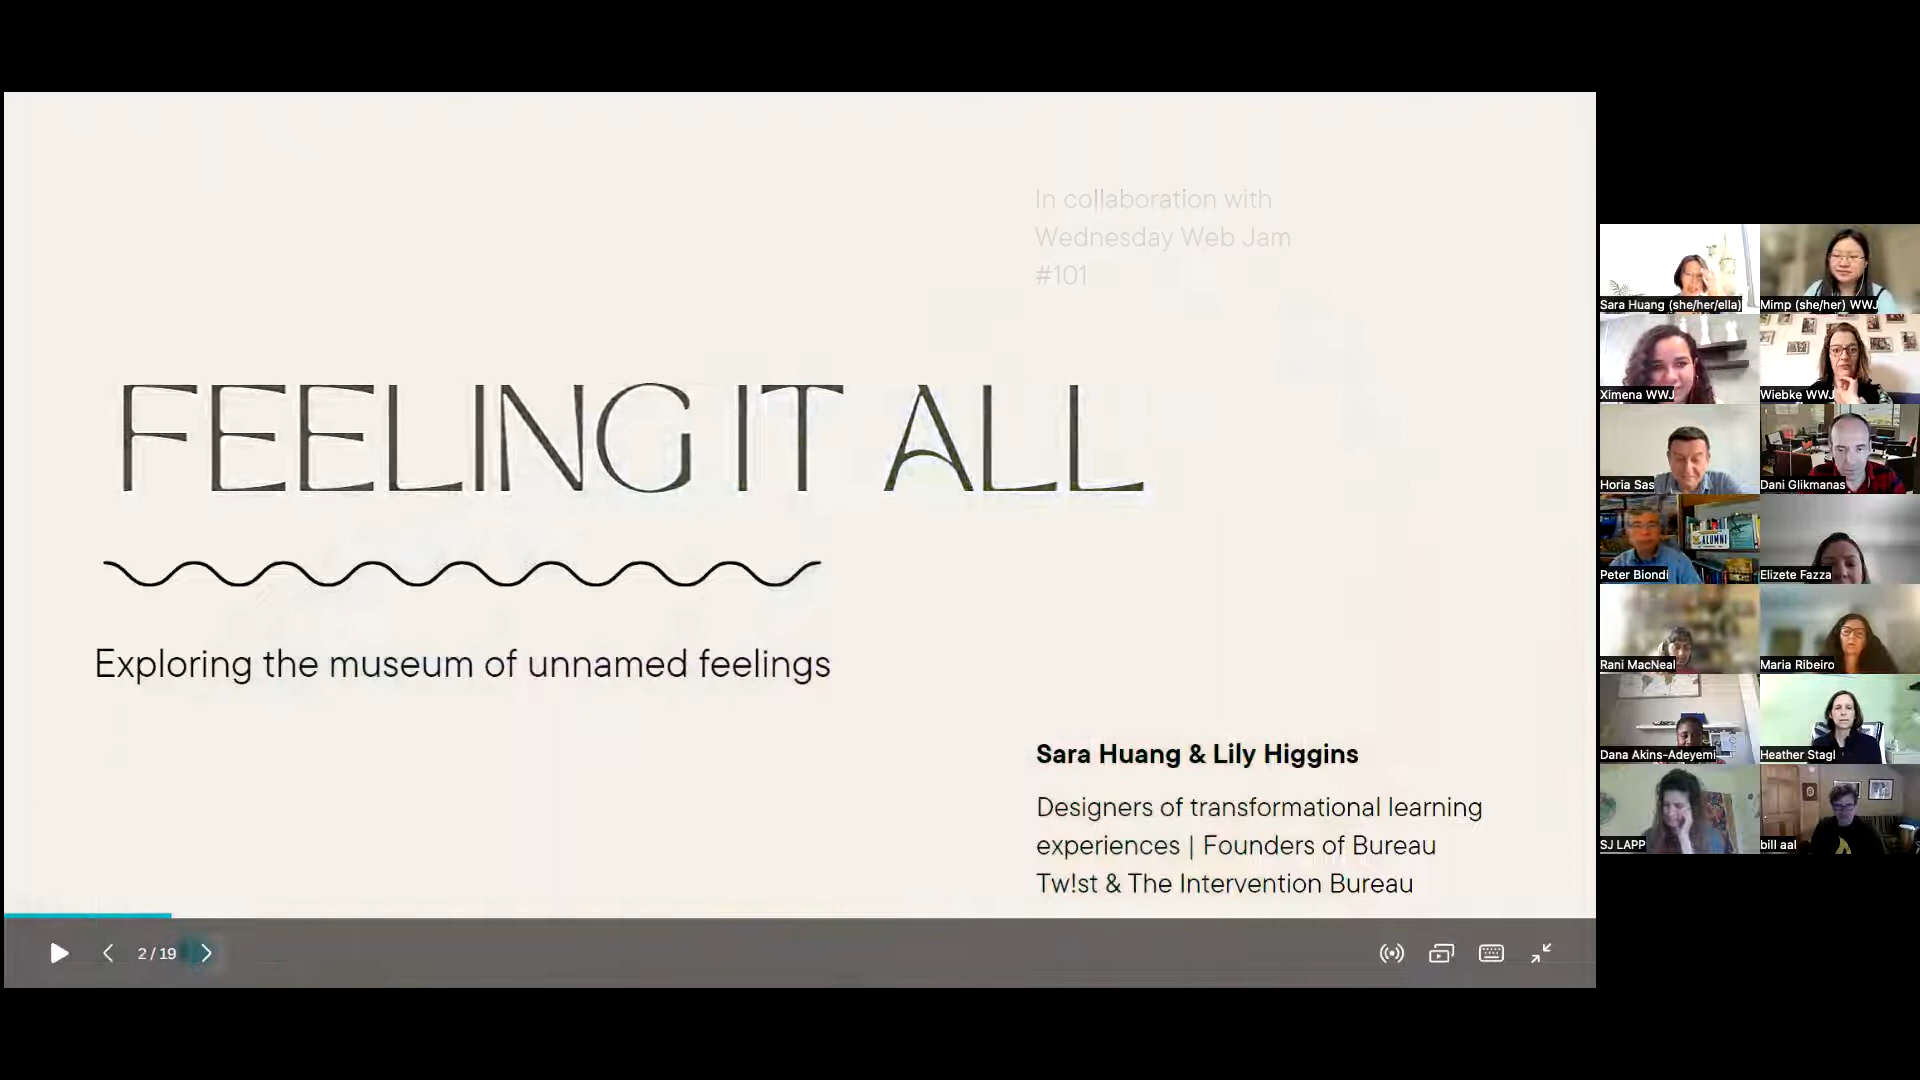 In collaboration with
Wednesday Web Jam
#101
FEELING IT ALL
Exploring the museum of unnamed feelings
Sara Huang & Lily Higgins
Designers of transformational learning
experiences | Founders of Bureau
Tw!st & The Intervention Bureau
2 / 19
Sara Huang (she/her/ella)
Mimp (she/her) WWJ
Ximena WWJ
Wiebke WWJ
Horia Sas
Dani Glikmanas
Peter Biondi
ALUMNI
Elizete Fazza
Rani MacNeal
Maria Ribeiro
Dana Akins-Adeyemi
Heather Stagl
SJ LAPP
bill aal